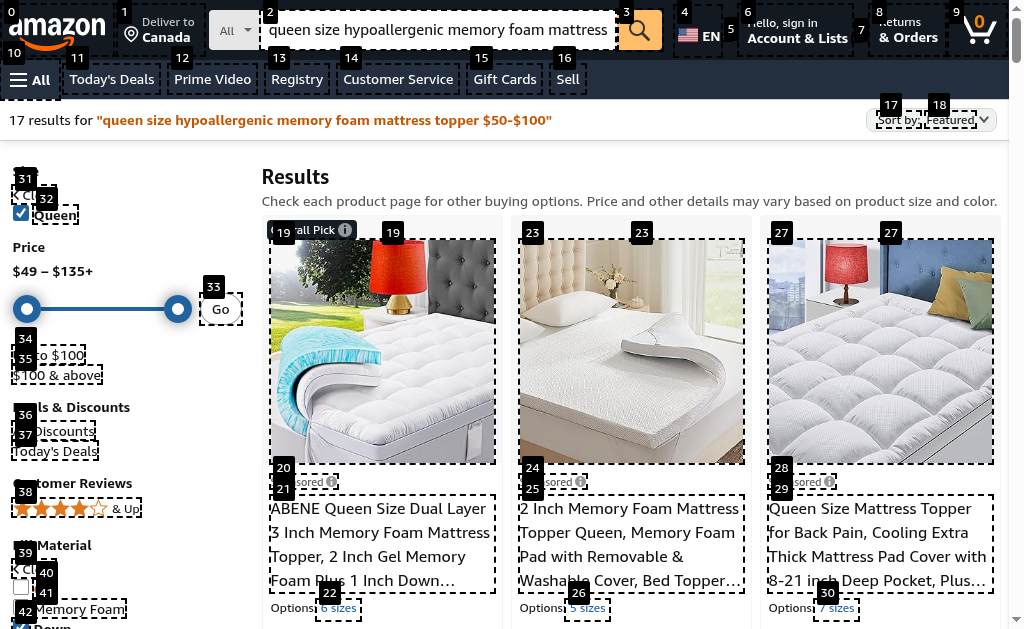 amazon
Deliver to
Canada
All
queen size hypoallergenic memory foam mattress
EN
Hello, sign in
Account & Lists
Returns
& Orders
0
All
Today's Deals
Prime Video
Registry
Customer Service
Gift Cards
Sell
17 results for "queen size hypoallergenic memory foam mattress topper $50-$100"
Sort by: Featured
Queen
Price
$49 – $135+
Go
to $100
$100 & above
& Discounts
Discounts
Today's Deals
Customer Reviews
& Up
Material
Memory Foam
Down
Results
Check each product page for other buying options. Price and other details may vary based on product size and color.
Overall Pick
ABENE Queen Size Dual Layer
3 Inch Memory Foam Mattress
Topper, 2 Inch Gel Memory
Foam Plus 1 Inch Down...
Options: 6 sizes
2 Inch Memory Foam Mattress
Topper Queen, Memory Foam
Pad with Removable &
Washable Cover, Bed Topper...
Options: 5 sizes
Queen Size Mattress Topper
for Back Pain, Cooling Extra
Thick Mattress Pad Cover with
8-21 inch Deep Pocket, Plus...
Options: 7 sizes
0
1
2
3
4
5
6
7
8
9
10
11
12
13
14
15
16
17
18
19
19
20
21
22
23
23
24
25
26
27
27
28
29
30
31
32
33
34
35
36
37
38
39
40
41
42